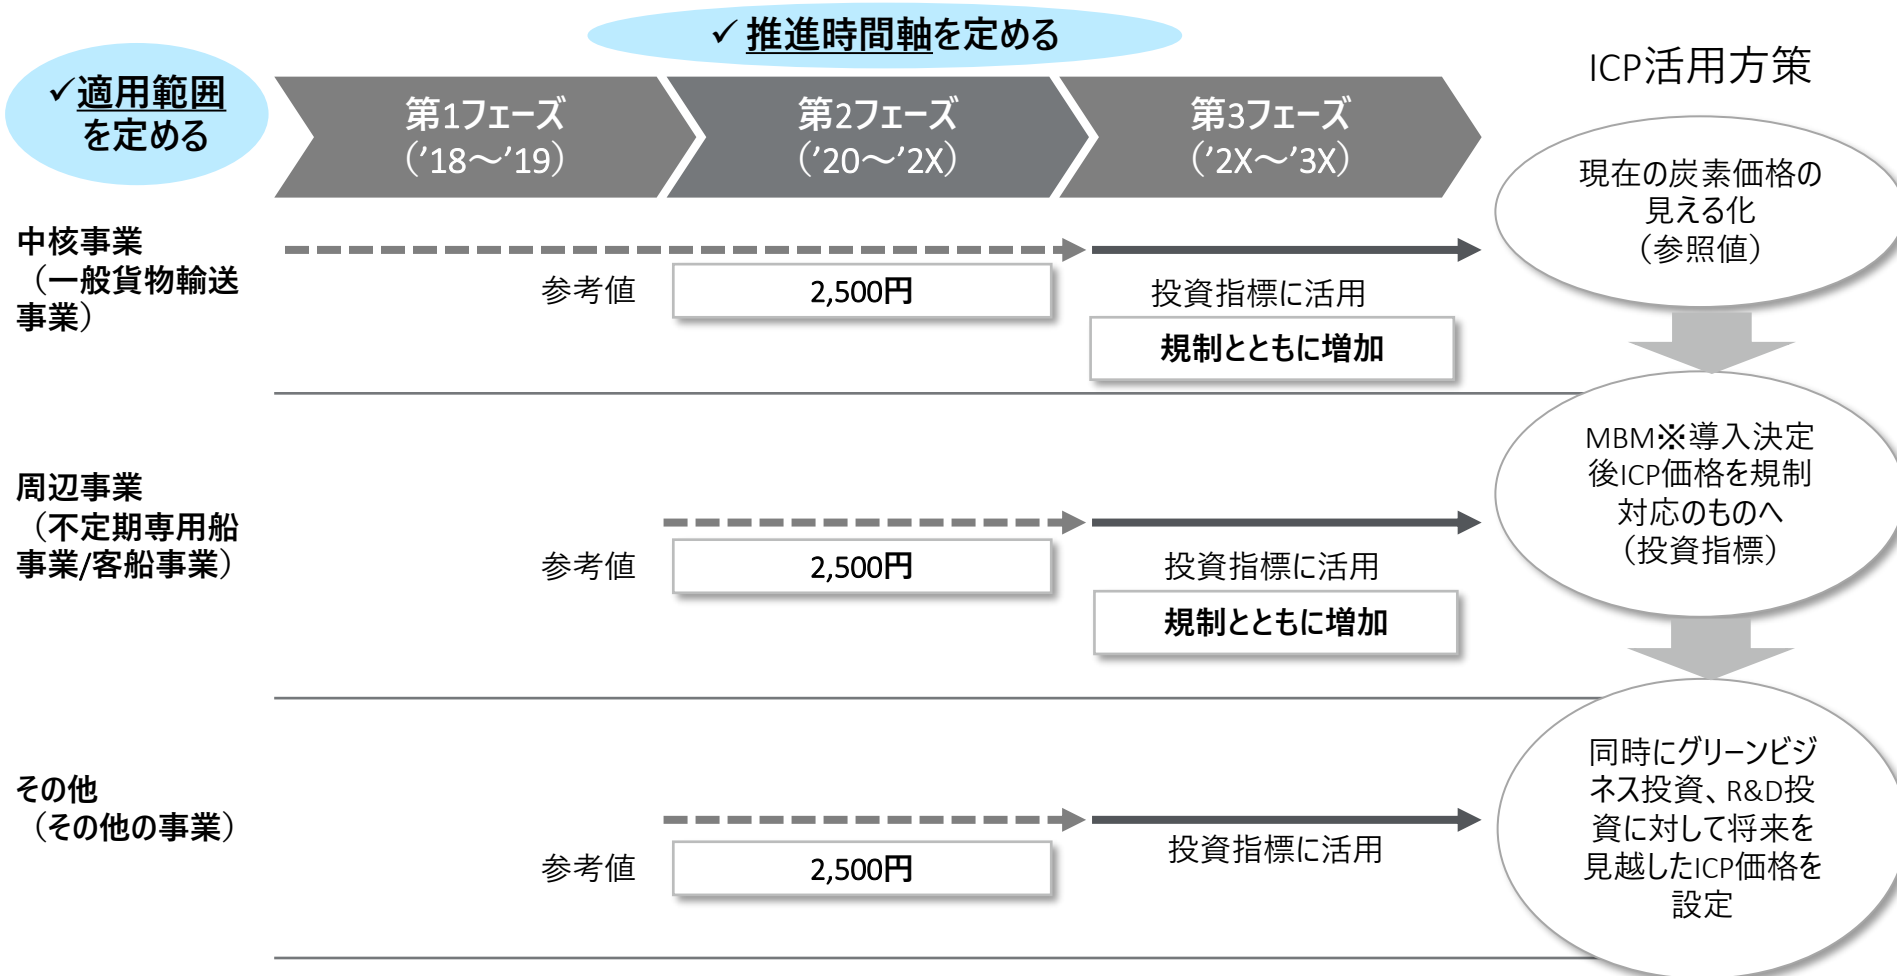 ✓推進時間軸を定める
✓適用範囲
を定める
第1フェーズ
（’18～’19）
第2フェーズ
（’20～’2X）
第3フェーズ
（’2X～’3X）
ICP活用方策
中核事業
（一般貨物輸送
事業）
参考値
2,500円
投資指標に活用
規制とともに増加
現在の炭素価格の
見える化
（参照値）
周辺事業
（不定期専用船
事業/客船事業）
参考値
2,500円
投資指標に活用
規制とともに増加
MBM※導入決定
後ICP価格を規制
対応のものへ
（投資指標）
その他
（その他の事業）
参考値
2,500円
投資指標に活用
同時にグリーンビジ
ネス投資、R&D投
資に対して将来を
見越したICP価格を
設定